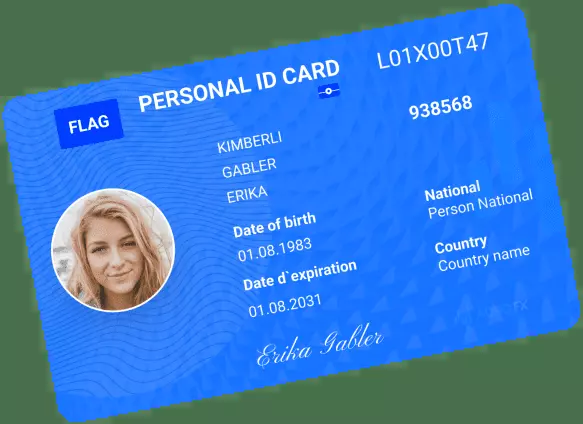 PERSONAL ID CARD
L01X00T47
FLAG
938568
KIMBERLI
GABLER
ERIKA
Date of birth
01.08.1983
Date d`expiration
01.08.2031
National
Person National
Country
Country name
Erika Gabler